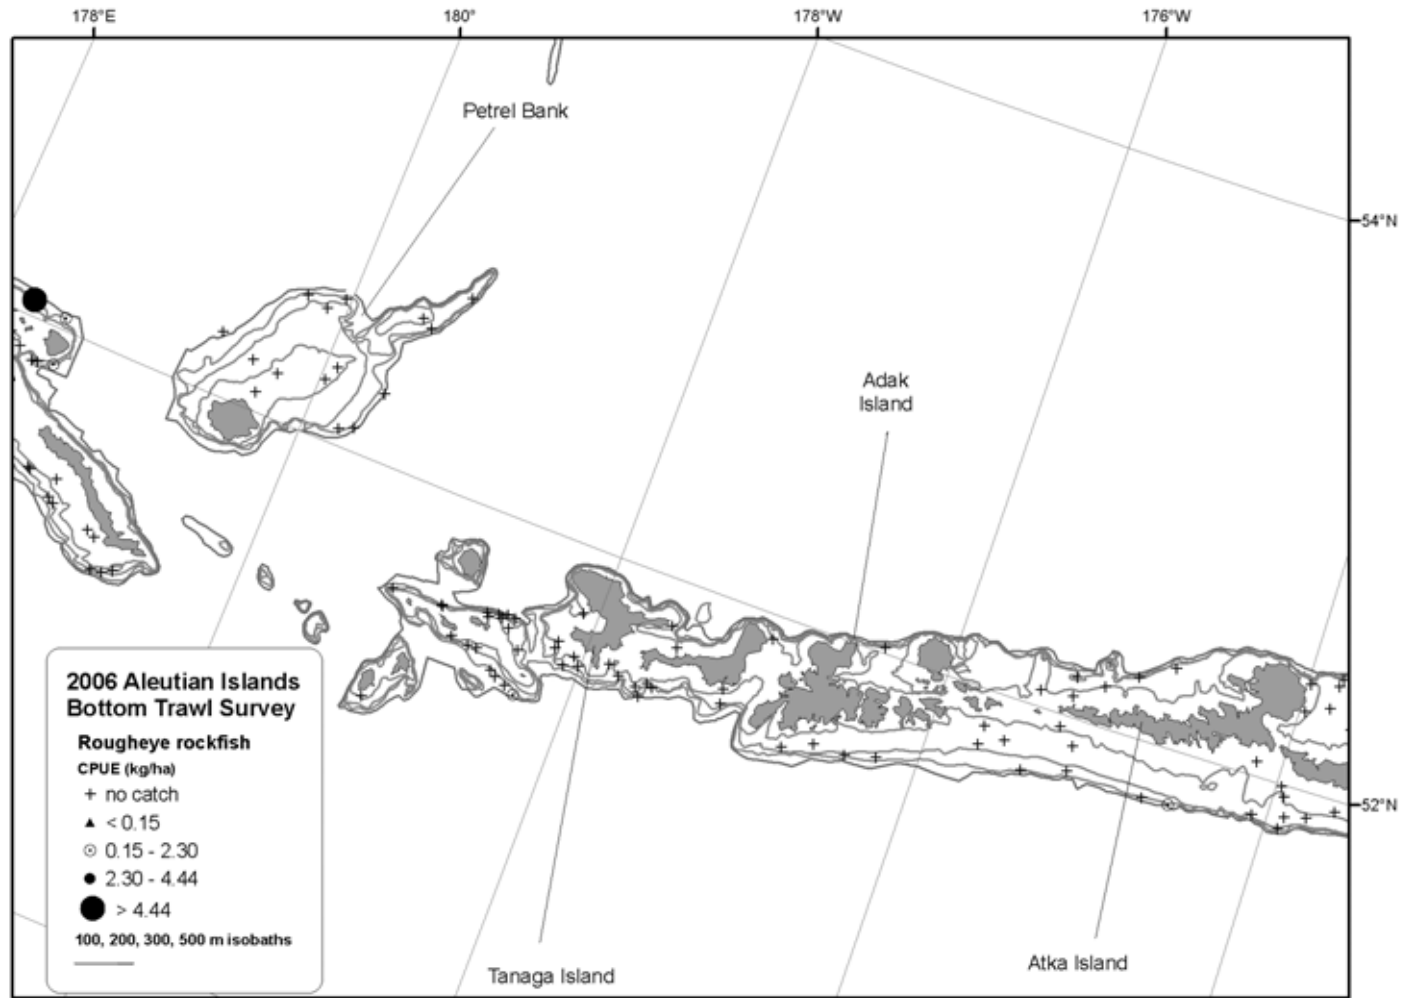 178°E
180°
178°W
176°W
Petrel Bank
54°N
Adak
Island
2006 Aleutian Islands
Bottom Trawl Survey
Rougheye rockfish
CPUE (kg/ha)
no catch
< 0.15
0.15 - 2.30
2.30 - 4.44
> 4.44
100, 200, 300, 500 m isobaths
52°N
Tanaga Island
Atka Island